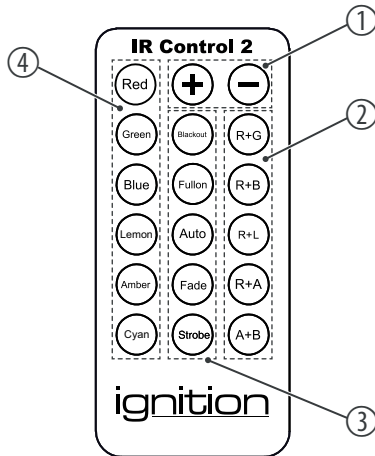 IR Control 2
①
④
Red + −
Green Blackout R+G
②
Blue Fullon R+B
Lemon Auto R+L
Amber Fade R+A
Cyan Strobe A+B
ignition
③